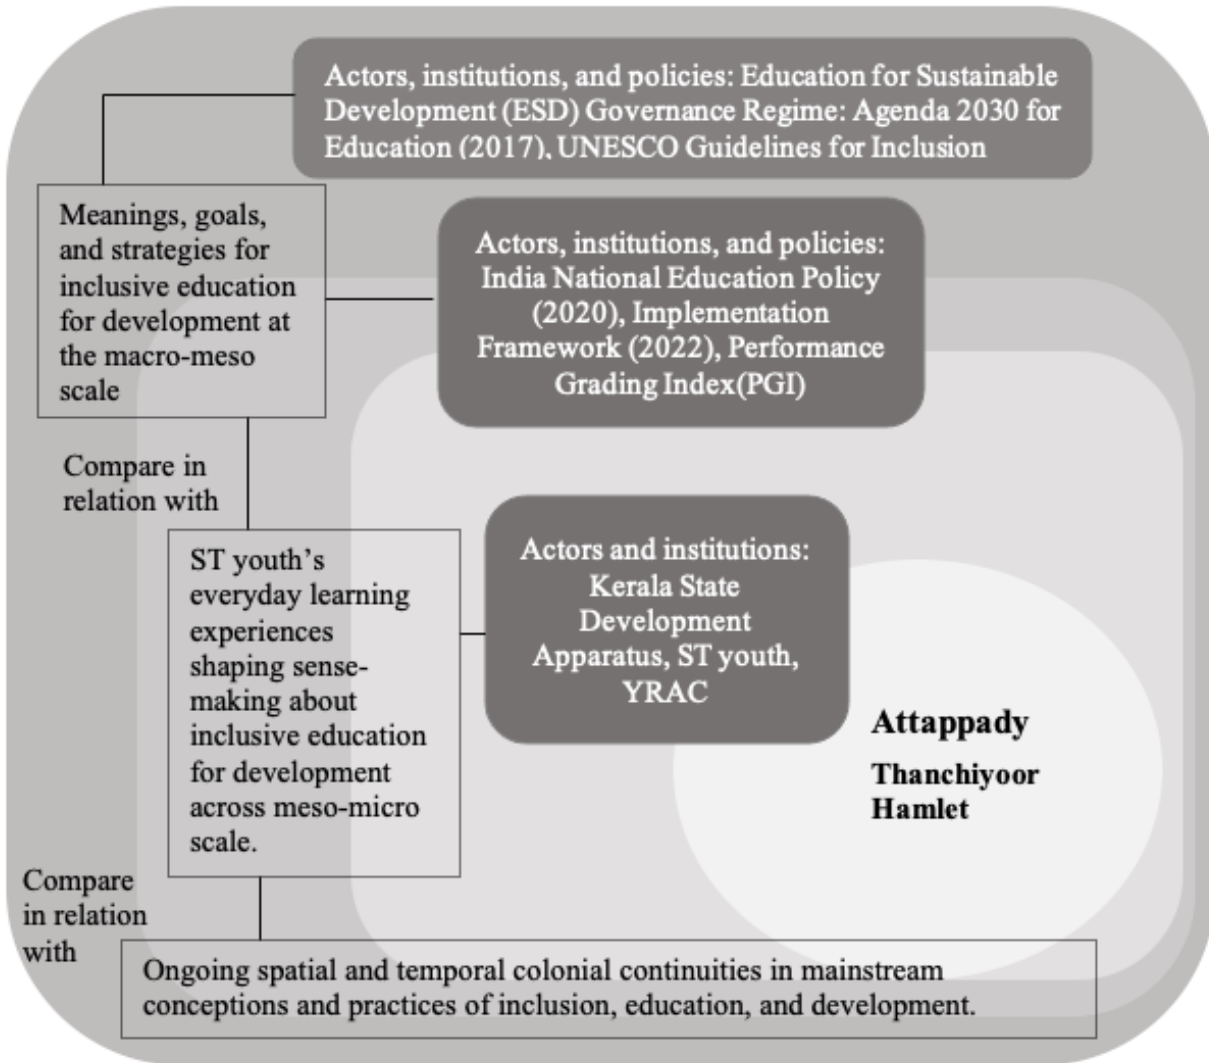 Actors, institutions, and policies: Education for Sustainable
Development (ESD) Governance Regime: Agenda 2030 for
Education (2017), UNESCO Guidelines for Inclusion
Meanings, goals,
and strategies for
inclusive education
for development at
the macro-meso
scale
Actors, institutions, and policies:
India National Education Policy
(2020), Implementation
Framework (2022), Performance
Grading Index(PGI)
Compare in
relation with
ST youth’s
everyday learning
experiences
shaping sense-
making about
inclusive education
for development
across meso-micro
scale.
Actors and institutions:
Kerala State
Development
Apparatus, ST youth,
YRAC
Attappady
Thanchiyoor
Hamlet
Compare
in relation
with
Ongoing spatial and temporal colonial continuities in mainstream
conceptions and practices of inclusion, education, and development.